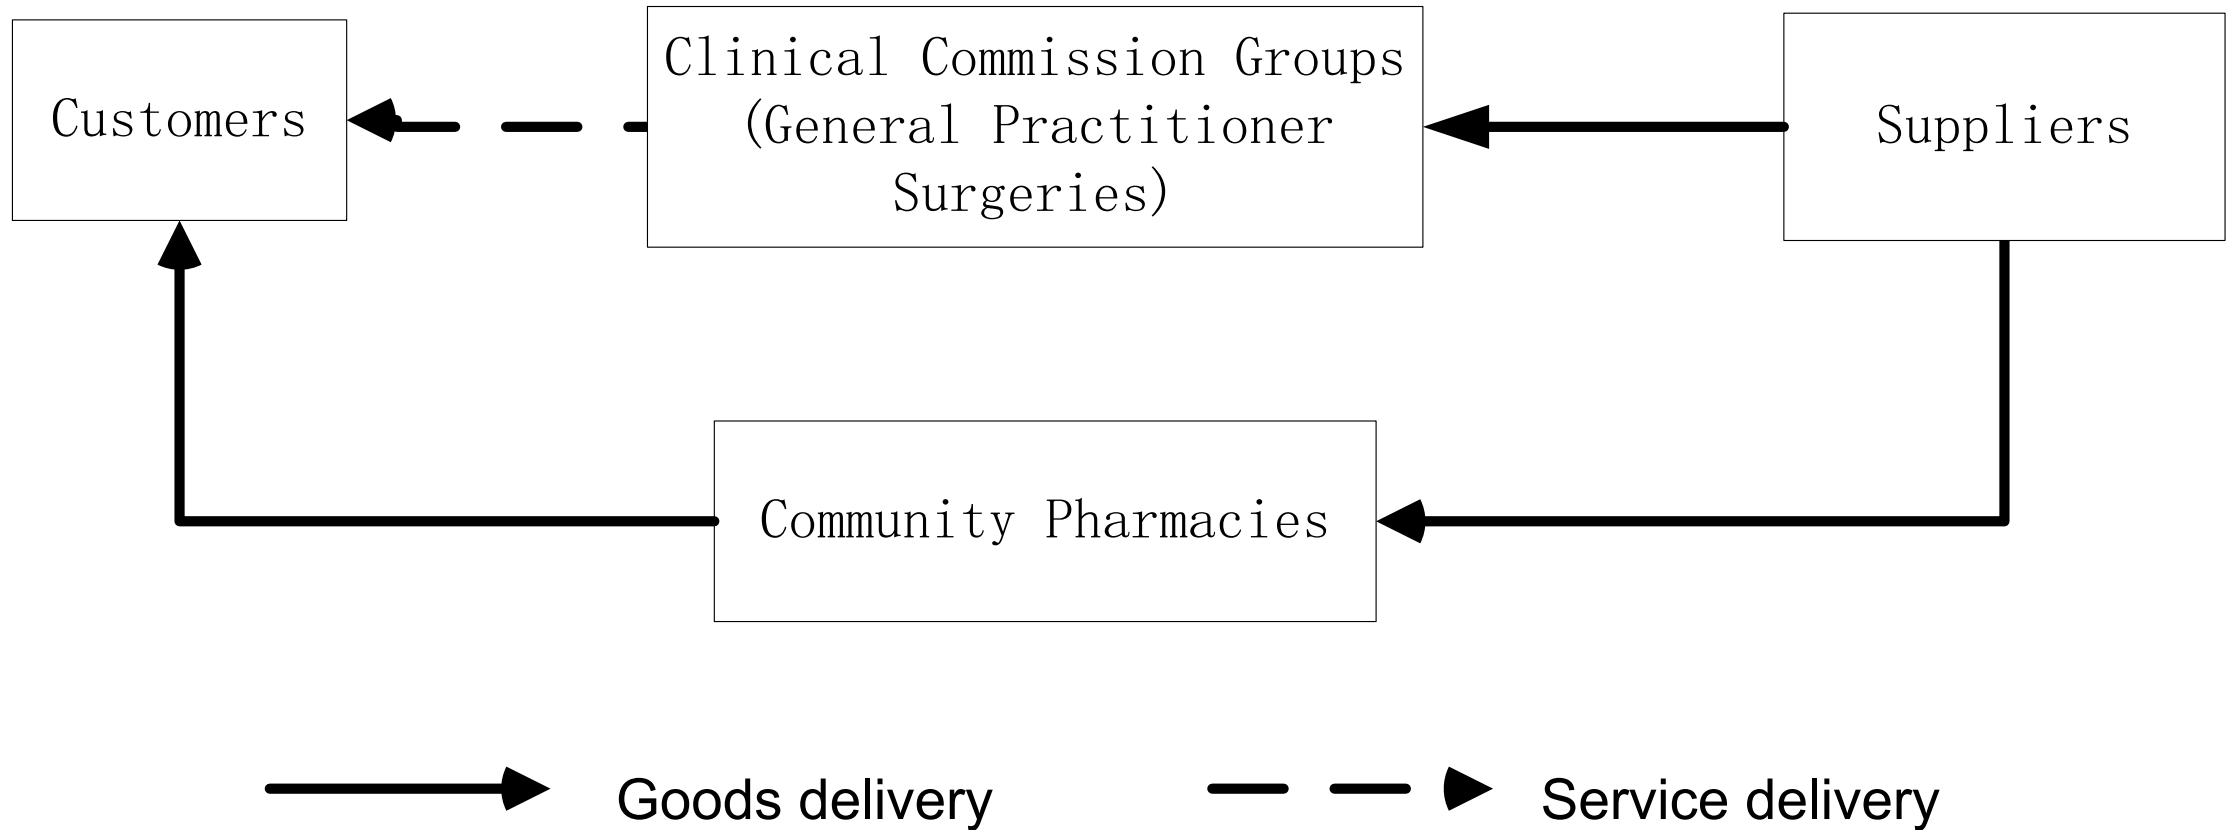 Customers
Clinical Commission Groups
(General Practitioner
Surgeries)
Suppliers
Community Pharmacies
Goods delivery
Service delivery